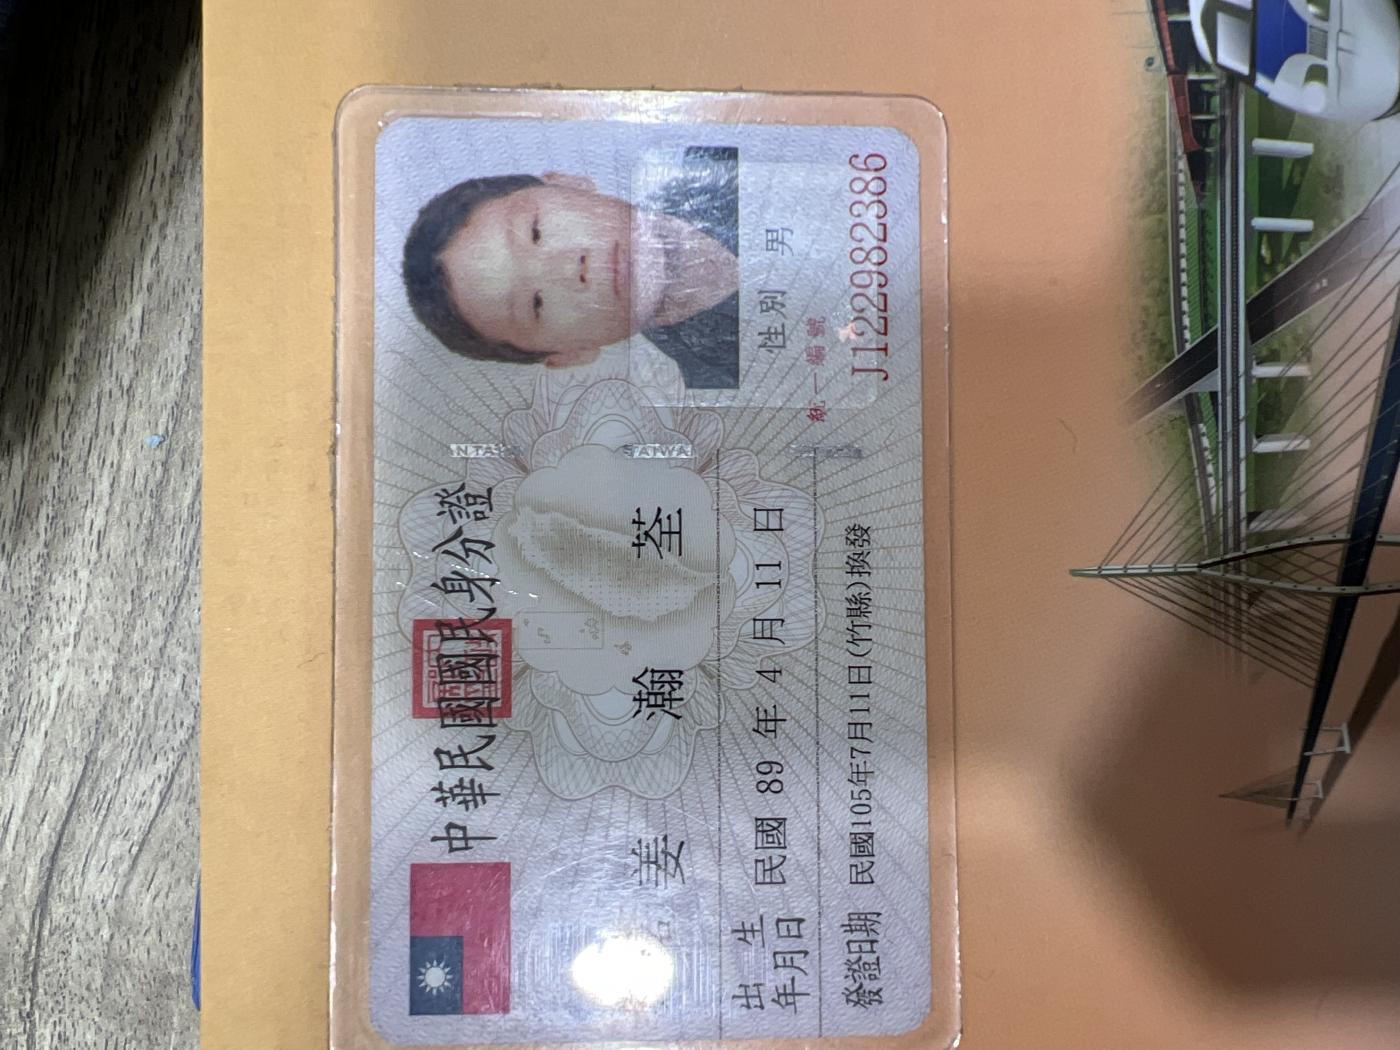 中華民國國民身分證
姜 瀚 荃
出生年月日 民國 89 年 4 月 11 日
性別 男
統一編號
J122982386
發證日期 民國105年7月11日(竹縣)換發
TAIWAN